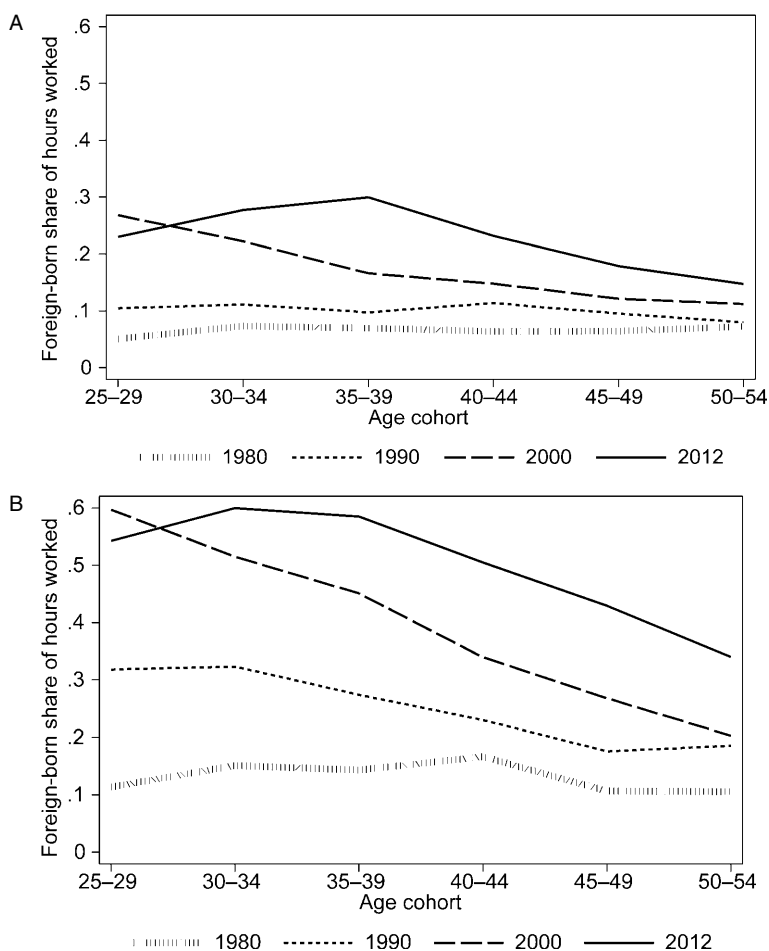 A
Foreign-born share of hours worked
.6
.5
.4
.3
.2
.1
0
25–29 30–34 35–39 40–44 45–49 50–54
Age cohort
1980 1990 2000 2012
B
Foreign-born share of hours worked
.6
.5
.4
.3
.2
.1
0
25–29 30–34 35–39 40–44 45–49 50–54
Age cohort
1980 1990 2000 2012